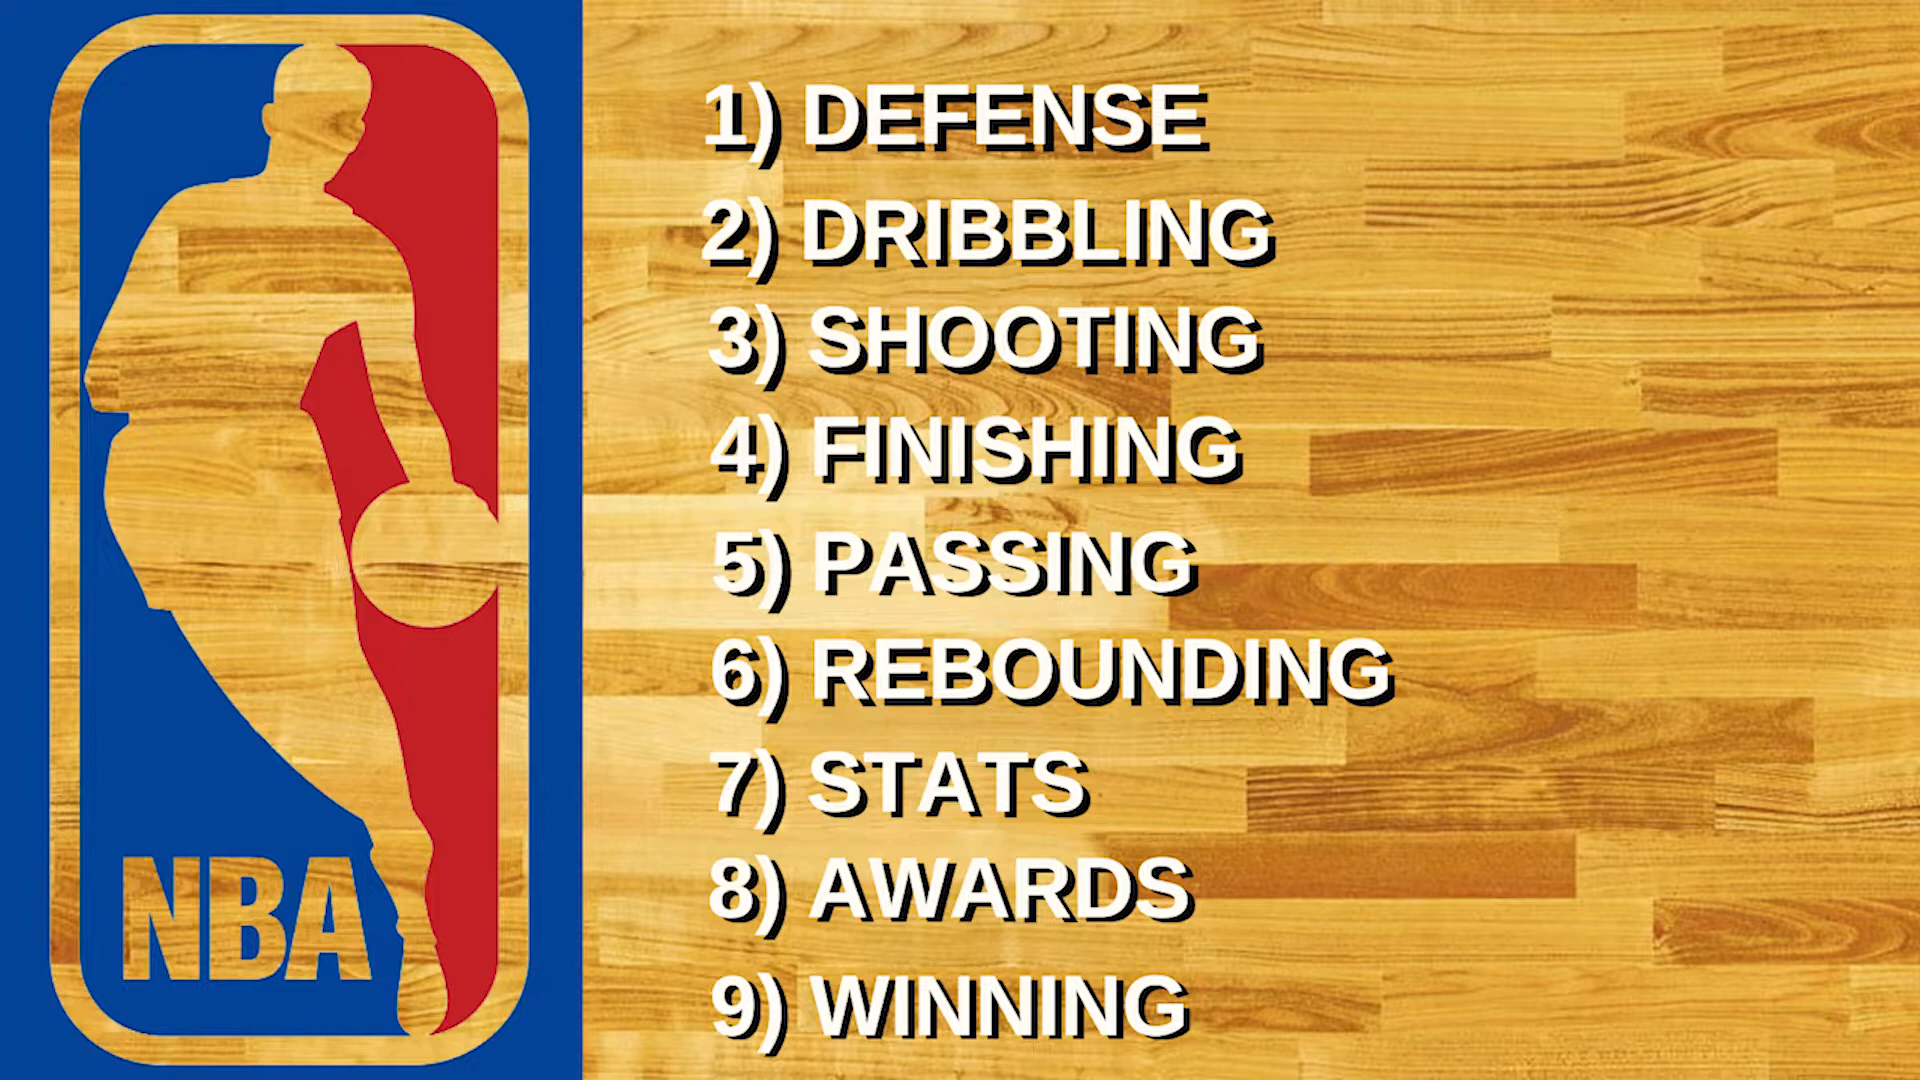 NBA
1) DEFENSE
2) DRIBBLING
3) SHOOTING
4) FINISHING
5) PASSING
6) REBOUNDING
7) STATS
8) AWARDS
9) WINNING